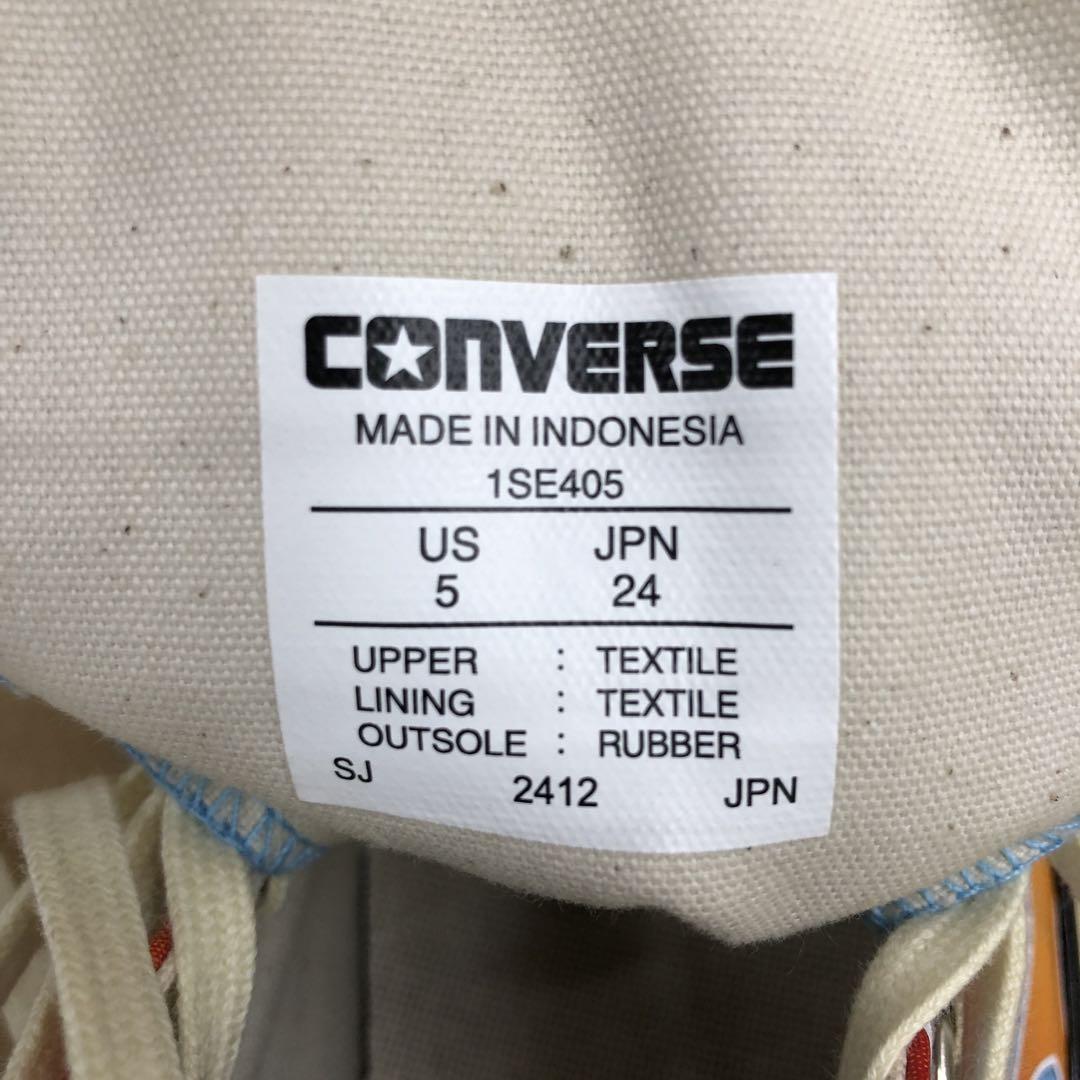 CONVERSE
MADE IN INDONESIA
1SE405
US JPN
5 24
UPPER : TEXTILE
LINING : TEXTILE
OUTSOLE : RUBBER
SJ 2412 JPN